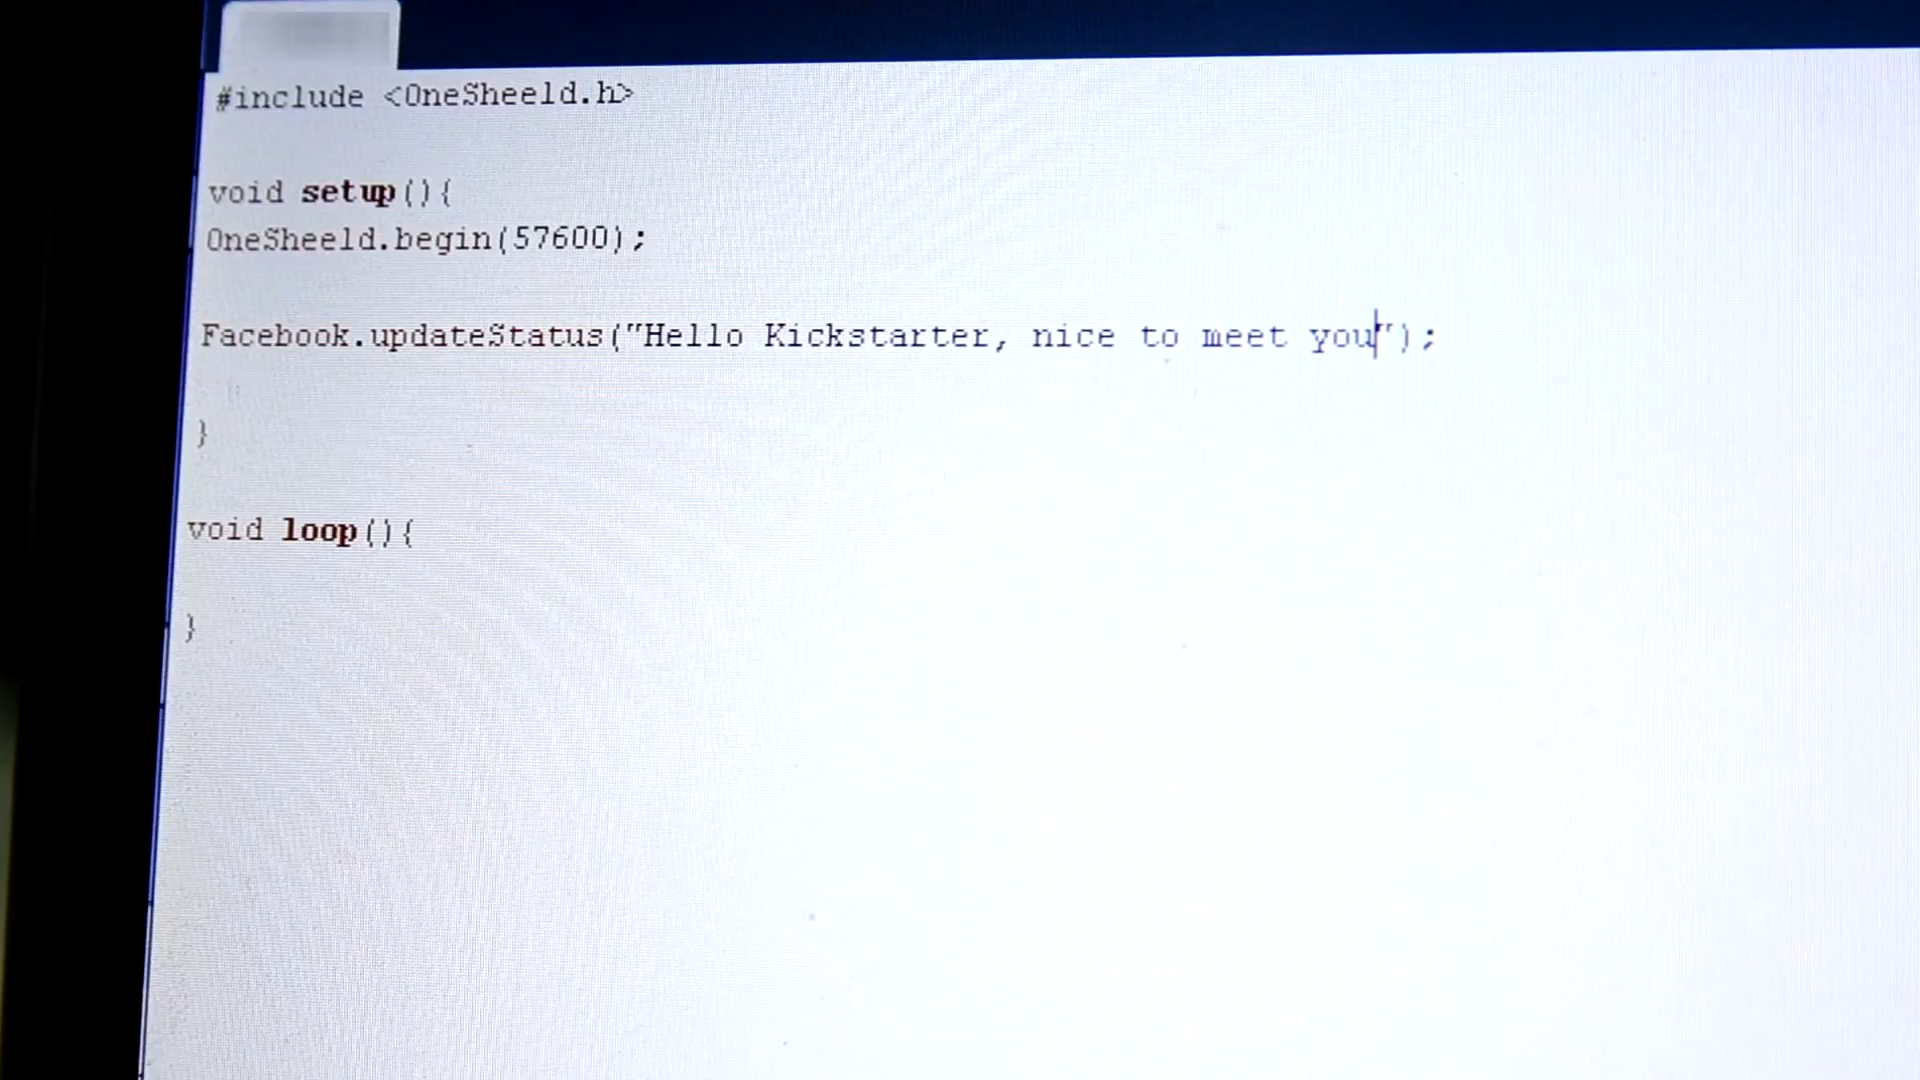 #include <OneSheeld.h>
void setup(){
OneSheeld.begin(57600);
Facebook.updateStatus("Hello Kickstarter, nice to meet you");
}
void loop(){
}